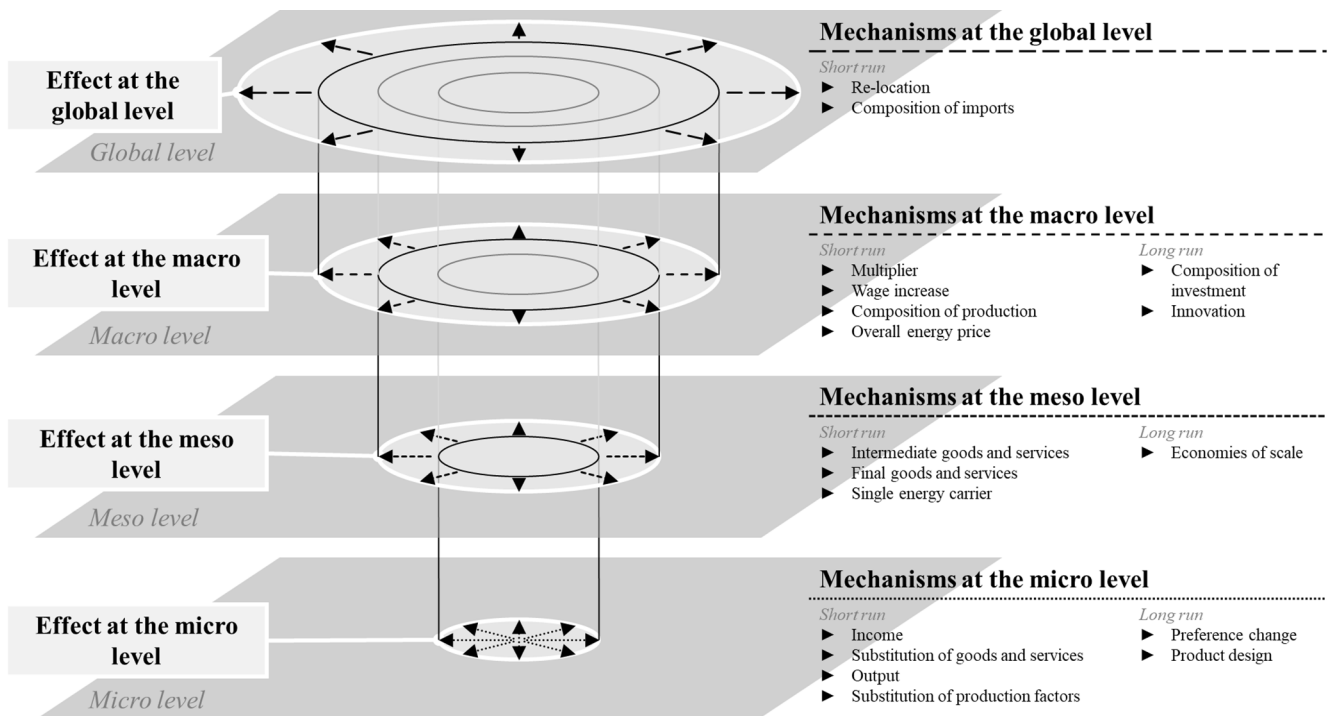 Effect at the
global level
Global level
Mechanisms at the global level
Short run
► Re-location
► Composition of imports
Effect at the macro
level
Macro level
Mechanisms at the macro level
Short run
► Multiplier
► Wage increase
► Composition of production
► Overall energy price
Long run
► Composition of
investment
► Innovation
Effect at the meso
level
Meso level
Mechanisms at the meso level
Short run
► Intermediate goods and services
► Final goods and services
► Single energy carrier
Long run
► Economies of scale
Effect at the micro
level
Micro level
Mechanisms at the micro level
Short run
► Income
► Substitution of goods and services
► Output
► Substitution of production factors
Long run
► Preference change
► Product design